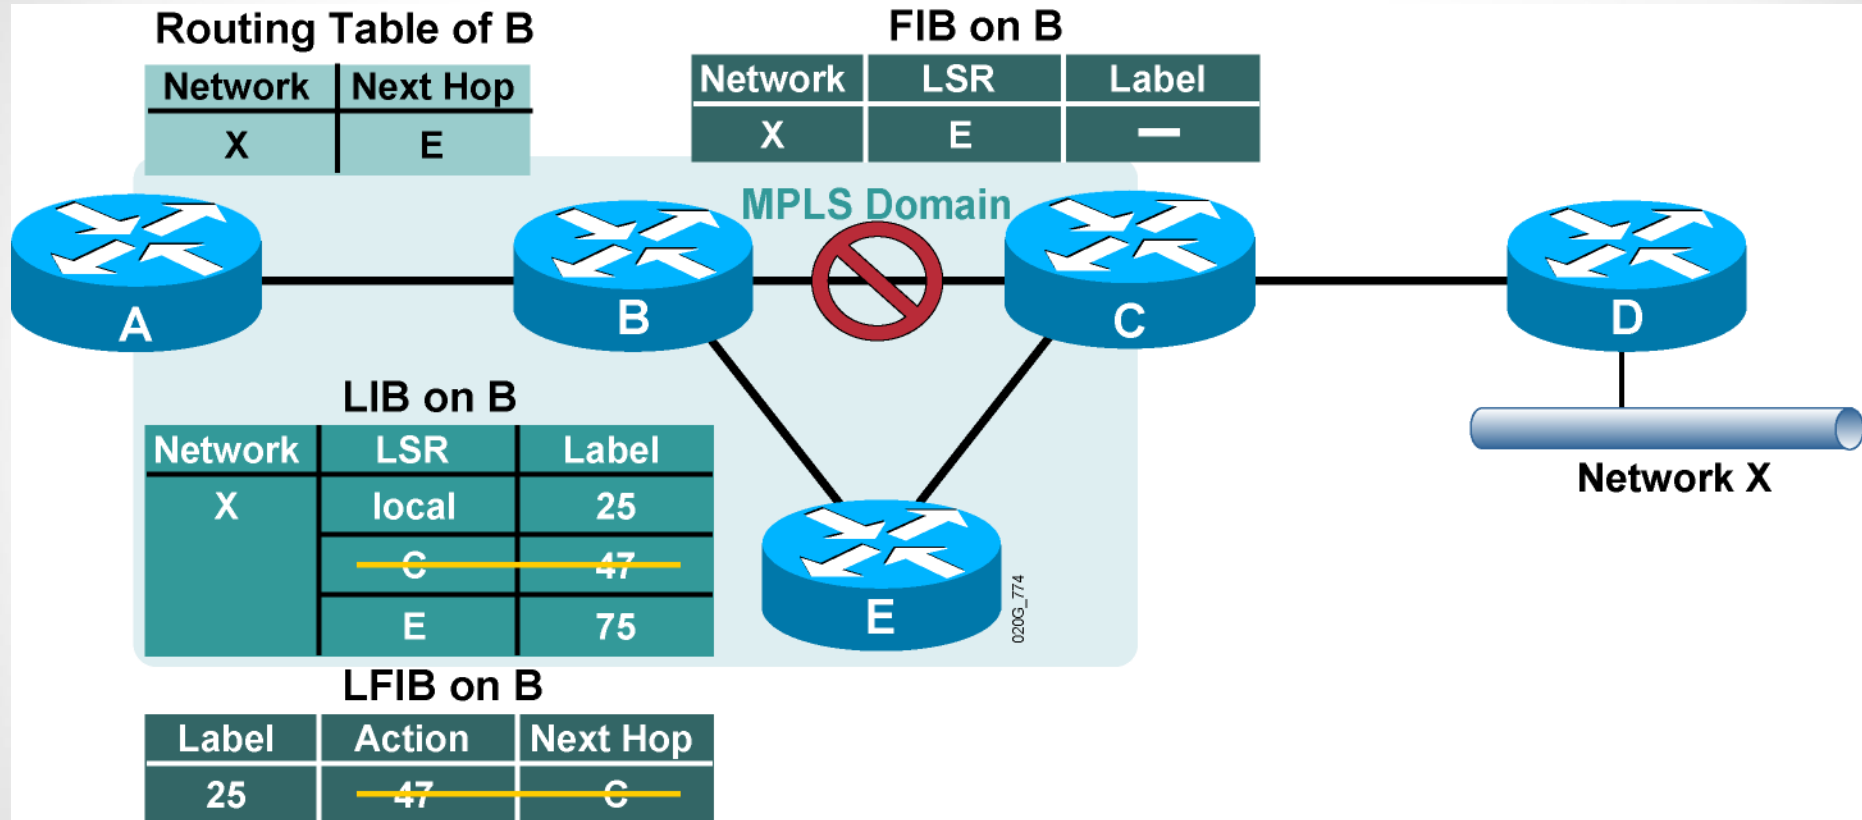 Routing Table of B
Network Next Hop
X E
FIB on B
Network LSR Label
X E —
MPLS Domain
A
B
C
D
E
Network X
LIB on B
Network LSR Label
X local 25
C 47
E 75
020G_774
LFIB on B
Label Action Next Hop
25 47 C